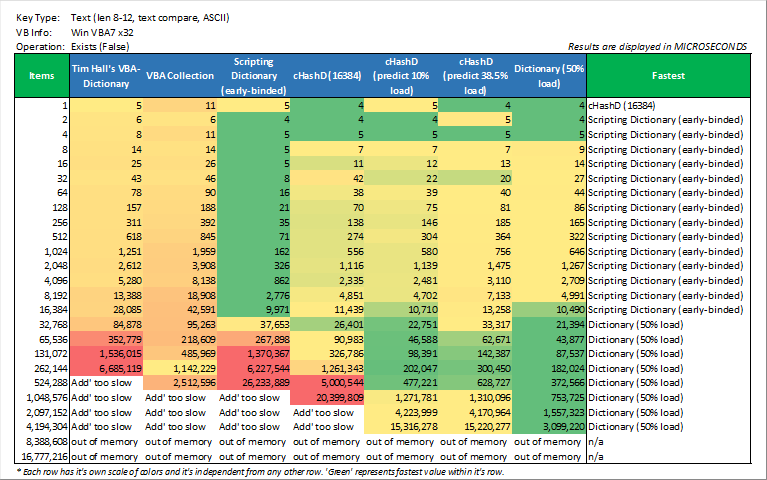 Key Type: Text (len 8-12, text compare, ASCII)
VB Info: Win VBA7 x32
Operation: Exists (False)
Results are displayed in MICROSECONDS
Items Tim Hall's VBA-Dictionary VBA Collection Scripting Dictionary (early-binded) cHashD (16384) cHashD (predict 10% load) cHashD (predict 38.5% load) Dictionary (50% load) Fastest
1 5 11 5 4 5 4 4 cHashD (16384)
2 6 6 4 4 4 5 4 Scripting Dictionary (early-binded)
4 8 11 5 5 5 5 5 Scripting Dictionary (early-binded)
8 14 14 5 7 7 7 9 Scripting Dictionary (early-binded)
16 25 26 5 11 12 13 14 Scripting Dictionary (early-binded)
32 43 46 8 42 22 20 27 Scripting Dictionary (early-binded)
64 78 90 16 38 39 40 44 Scripting Dictionary (early-binded)
128 157 188 21 70 75 81 86 Scripting Dictionary (early-binded)
256 311 392 35 138 146 185 165 Scripting Dictionary (early-binded)
512 618 845 71 274 304 364 322 Scripting Dictionary (early-binded)
1,024 1,251 1,959 162 556 580 756 646 Scripting Dictionary (early-binded)
2,048 2,612 3,908 326 1,116 1,139 1,475 1,267 Scripting Dictionary (early-binded)
4,096 5,280 8,138 862 2,335 2,481 3,110 2,709 Scripting Dictionary (early-binded)
8,192 13,388 18,908 2,776 4,851 4,702 7,133 4,991 Scripting Dictionary (early-binded)
16,384 28,085 42,591 9,971 11,439 10,710 13,258 10,490 Scripting Dictionary (early-binded)
32,768 84,878 95,263 37,653 26,401 22,751 33,317 21,394 Dictionary (50% load)
65,536 352,779 218,609 267,898 90,983 46,588 62,671 43,877 Dictionary (50% load)
131,072 1,536,015 485,969 1,370,367 326,786 98,391 142,387 87,537 Dictionary (50% load)
262,144 6,685,119 1,142,229 6,227,544 1,261,343 202,047 300,450 182,024 Dictionary (50% load)
524,288 Add' too slow 2,512,596 26,233,889 5,000,544 477,221 628,727 372,566 Dictionary (50% load)
1,048,576 Add' too slow Add' too slow Add' too slow 20,399,809 1,271,781 1,310,096 753,725 Dictionary (50% load)
2,097,152 Add' too slow Add' too slow Add' too slow Add' too slow 4,223,999 4,170,964 1,557,323 Dictionary (50% load)
4,194,304 Add' too slow Add' too slow Add' too slow Add' too slow 15,316,278 15,220,277 3,099,220 Dictionary (50% load)
8,388,608 out of memory out of memory out of memory out of memory out of memory out of memory out of memory n/a
16,777,216 out of memory out of memory out of memory out of memory out of memory out of memory out of memory n/a
* Each row has it's own scale of colors and it's independent from any other row. 'Green' represents fastest value within it's row.